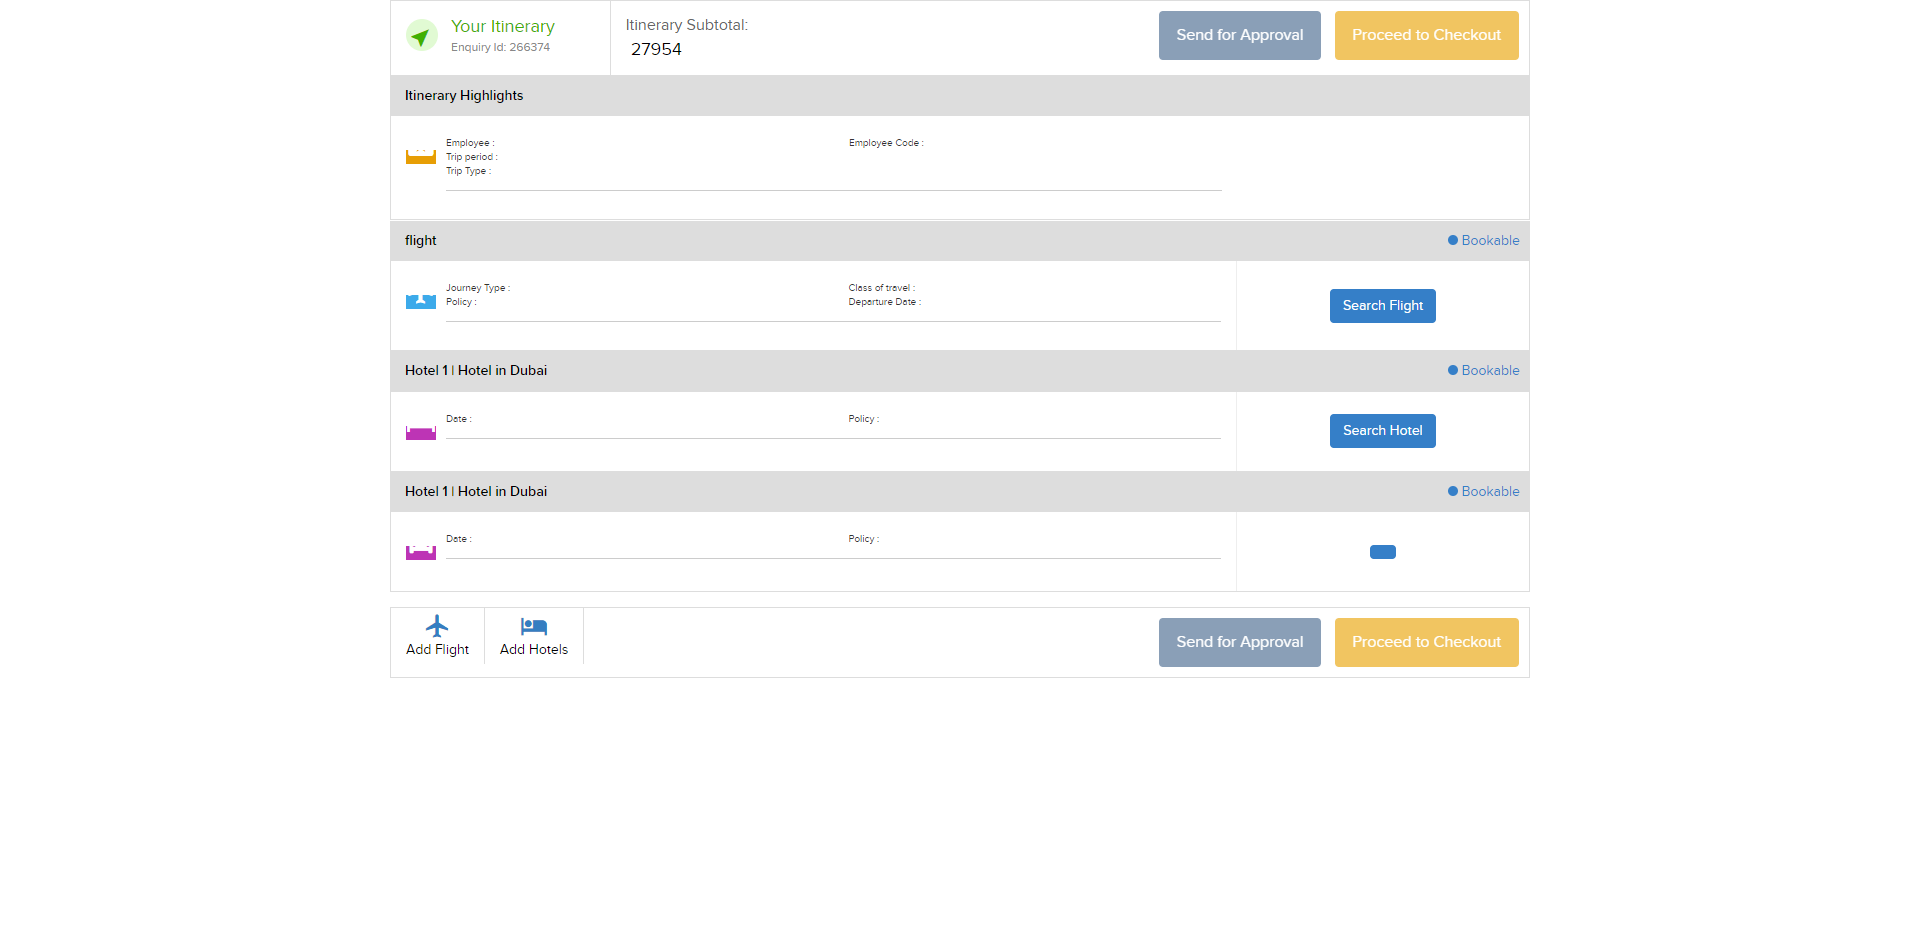 Your Itinerary
Enquiry Id: 266374
Itinerary Subtotal:
27954
Send for Approval
Proceed to Checkout
Itinerary Highlights
Employee :
Employee Code :
Trip period :
Trip Type :
flight
Bookable
Journey Type :
Class of travel :
Policy :
Departure Date :
Search Flight
Hotel 1 | Hotel in Dubai
Bookable
Date :
Policy :
Search Hotel
Hotel 1 | Hotel in Dubai
Bookable
Date :
Policy :
Add Flight
Add Hotels
Send for Approval
Proceed to Checkout